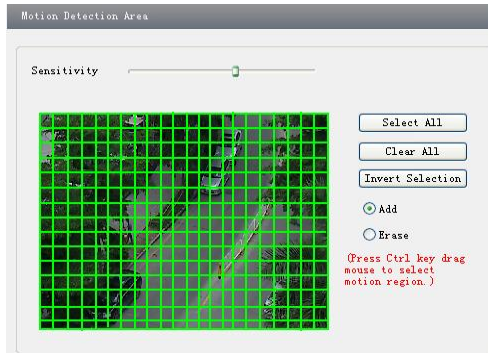 Motion Detection Area
Sensitivity
Select All
Clear All
Invert Selection
Add
Erase
(Press Ctrl key drag
mouse to select
motion region.)